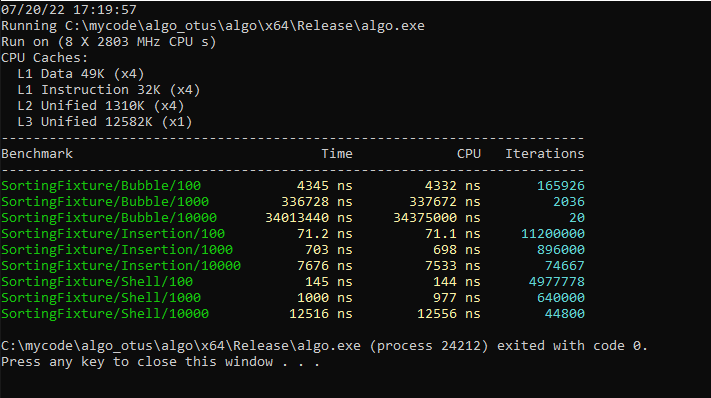 07/20/22 17:19:57
Running C:\mycode\algo_otus\algo\x64\Release\algo.exe
Run on (8 X 2803 MHz CPU s)
CPU Caches:
  L1 Data 49K (x4)
  L1 Instruction 32K (x4)
  L2 Unified 1310K (x4)
  L3 Unified 12582K (x1)
-------------------------------------------------------------------------
Benchmark                               Time             CPU   Iterations
-------------------------------------------------------------------------
SortingFixture/Bubble/100            4345 ns         4332 ns       165926
SortingFixture/Bubble/1000         336728 ns       337672 ns         2036
SortingFixture/Bubble/10000      34013440 ns     34375000 ns           20
SortingFixture/Insertion/100         71.2 ns         71.1 ns     11200000
SortingFixture/Insertion/1000         703 ns          698 ns       896000
SortingFixture/Insertion/10000       7676 ns         7533 ns        74667
SortingFixture/Shell/100              145 ns          144 ns      4977778
SortingFixture/Shell/1000            1000 ns          977 ns       640000
SortingFixture/Shell/10000          12516 ns        12556 ns        44800
C:\mycode\algo_otus\algo\x64\Release\algo.exe (process 24212) exited with code 0.
Press any key to close this window . . .